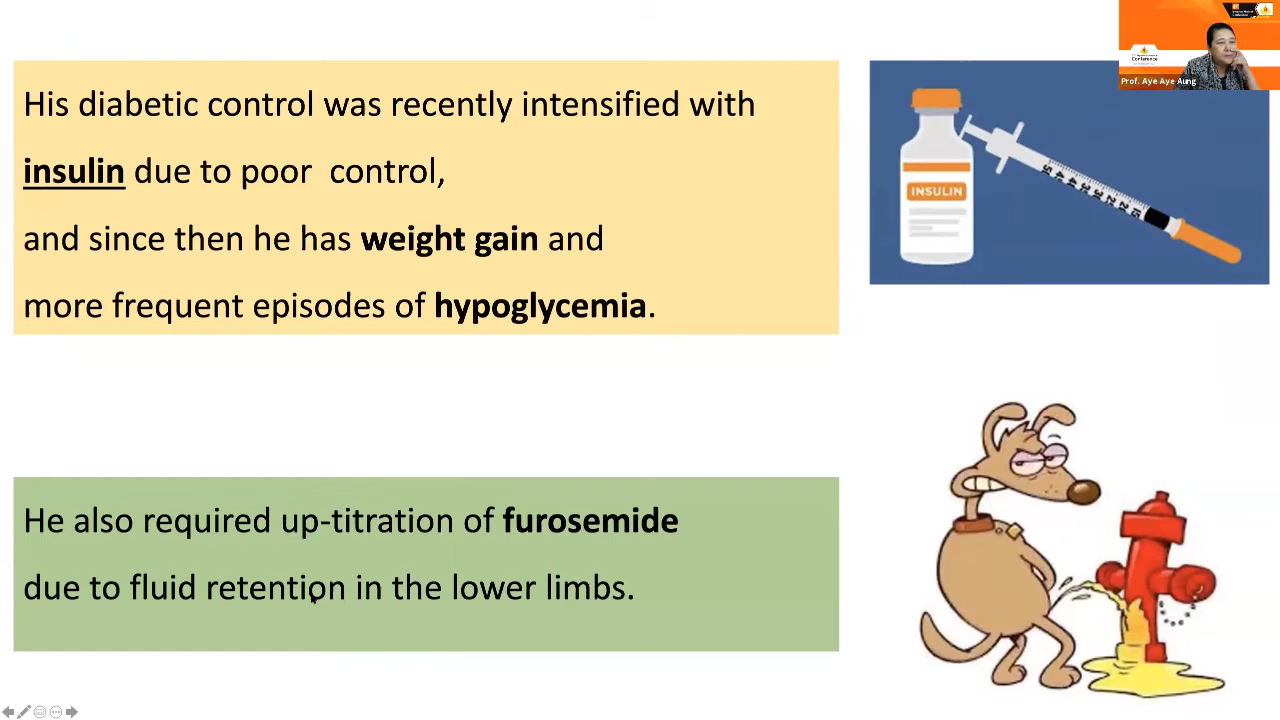 His diabetic control was recently intensified with
insulin due to poor  control,
and since then he has weight gain and
more frequent episodes of hypoglycemia.
He also required up-titration of furosemide
due to fluid retention in the lower limbs.
INSULIN
Conference
Prof. Aye Aye Aung